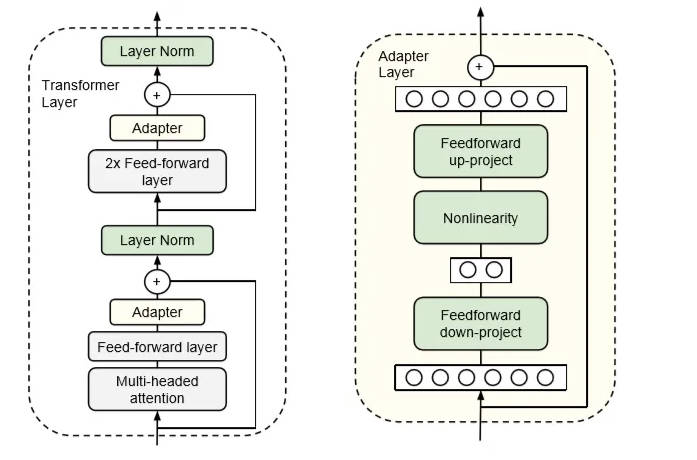 Layer Norm
Transformer
Layer
+
Adapter
2x Feed-forward
layer
Layer Norm
+
Adapter
Feed-forward layer
Multi-headed
attention
Adapter
Layer
+
Feedforward
up-project
Nonlinearity
Feedforward
down-project